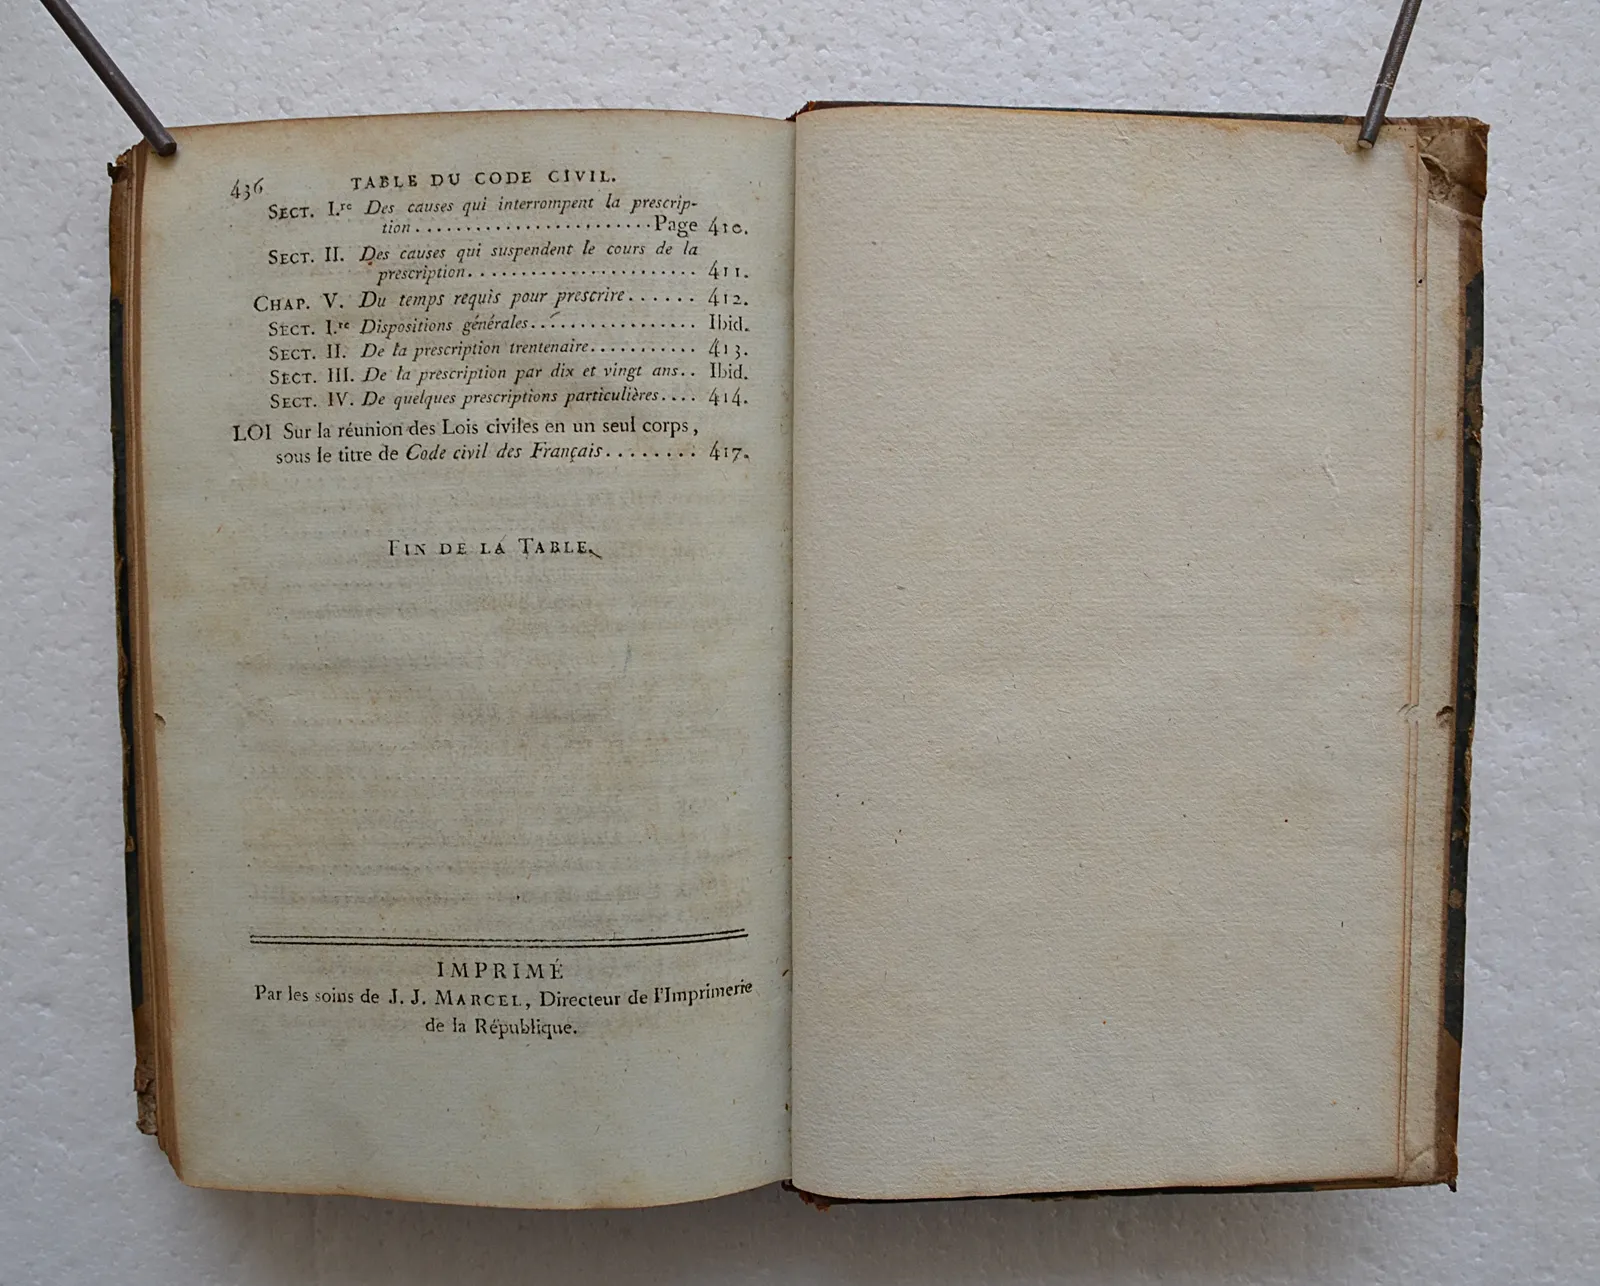 436 TABLE DU CODE CIVIL.
SECT. I.re Des causes qui interrompent la prescrip-
tion ........................ Page 410.
SECT. II. Des causes qui suspendent le cours de la
prescription....................... 411.
CHAP. V. Du temps requis pour prescrire...... 412.
SECT. I.re Dispositions générales................. Ibid.
SECT. II. De la prescription trentenaire........... 413.
SECT. III. De la prescription par dix et vingt ans.. Ibid.
SECT. IV. De quelques prescriptions particulières.... 414.
LOI Sur la réunion des Lois civiles en un seul corps,
sous le titre de Code civil des Français........ 417.
FIN DE LA TABLE.
IMPRIMÉ
Par les soins de J. J. MARCEL, Directeur de l'Imprimerie
de la République.